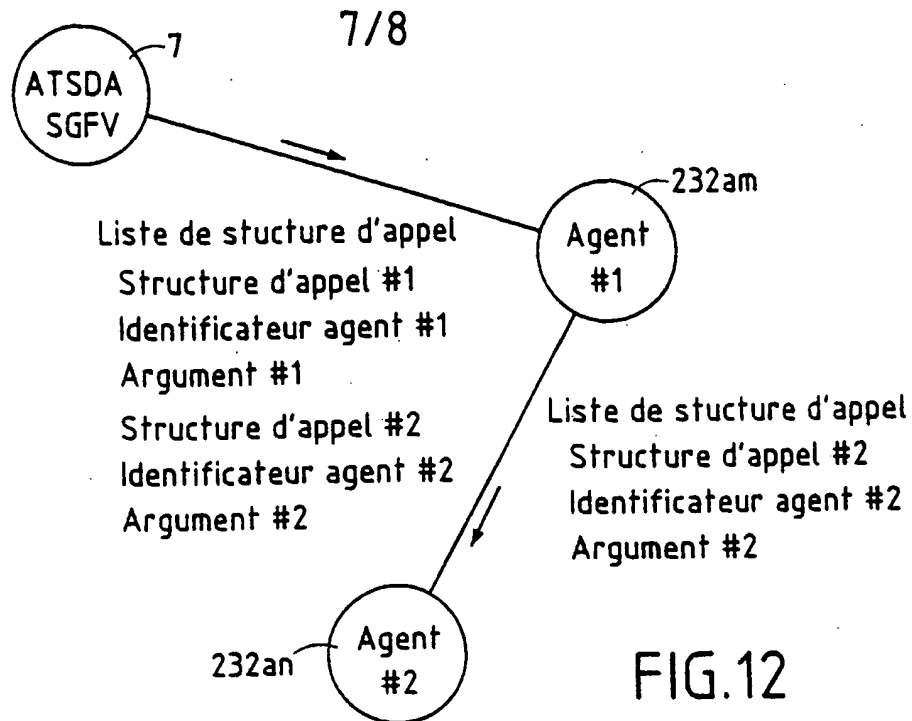 7/8
7
ATSDA
SGFV
232am
Agent
#1
Liste de stucture d'appel
Structure d'appel #1
Identificateur agent #1
Argument #1
Structure d'appel #2
Identificateur agent #2
Argument #2
Liste de stucture d'appel
Structure d'appel #2
Identificateur agent #2
Argument #2
232an
Agent
#2
FIG.12